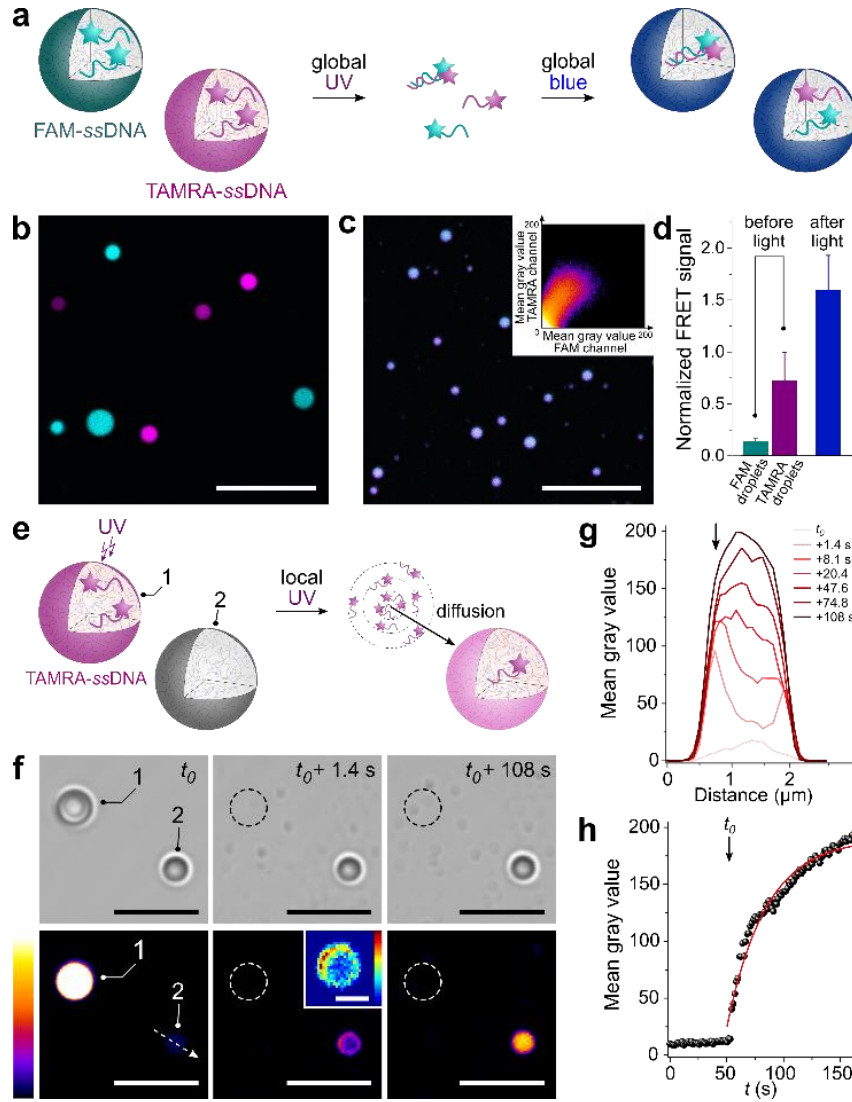 a
FAM-ssDNA
TAMRA-ssDNA
global
UV
global
blue
b
c
Mean gray value
TAMRA channel
200
0
0
200
Mean gray value
FAM channel
d
before
light
after
light
Normalized FRET signal
2.0
1.5
1.0
0.5
0.0
FAM
droplets
TAMRA
droplets
e
UV
1
2
TAMRA-ssDNA
local
UV
diffusion
g
Mean gray value
200
150
100
50
0
0
1
2
Distance (µm)
t0
+1.4 s
+8.1 s
+20.4
+47.6
+74.8
+108 s
f
1
t0
2
t0+ 1.4 s
t0+ 108 s
1
2
h
t0
Mean gray value
200
150
100
50
0
0
50
100
150
t (s)